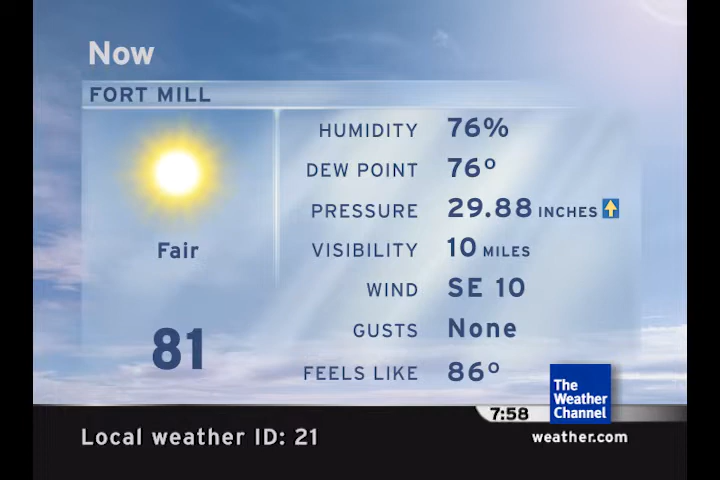 Now
FORT MILL
Fair
81
HUMIDITY 76%
DEW POINT 76°
PRESSURE 29.88 INCHES
VISIBILITY 10 MILES
WIND SE 10
GUSTS None
FEELS LIKE 86°
7:58
The
Weather
Channel
Local weather ID: 21
weather.com